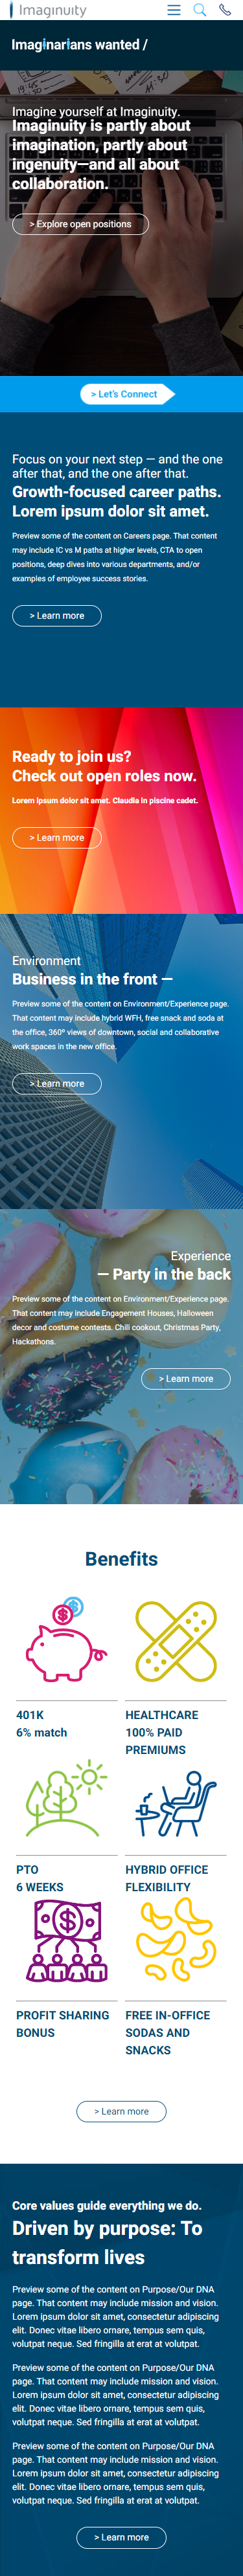 Imaginuity
Imaginarians wanted /
Imagine yourself at Imaginuity.
Imaginuity is partly about
imagination, partly about
ingenuity—and all about
collaboration.
> Explore open positions
> Let's Connect
Focus on your next step — and the one
after that, and the one after that.
Growth-focused career paths.
Lorem ipsum dolor sit amet.
Preview some of the content on Careers page. That content
may include IC vs M paths at higher levels, CTA to open
positions, deep dives into various departments, and/or
examples of employee success stories.
> Learn more
Ready to join us?
Check out open roles now.
Lorem ipsum dolor sit amet. Claudia in piscine cadet.
> Learn more
Environment
Business in the front —
Preview some of the content on Environment/Experience page.
That content may include hybrid WFH, free snack and soda at
the office, 360º views of downtown, social and collaborative
work spaces in the new office.
> Learn more
Experience
— Party in the back
Preview some of the content on Environment/Experience page.
That content may include Engagement Houses, Halloween
decor and costume contests. Chili cookout, Christmas Party,
Hackathons.
> Learn more
Benefits
401K
6% match
HEALTHCARE
100% PAID
PREMIUMS
PTO
6 WEEKS
HYBRID OFFICE
FLEXIBILITY
PROFIT SHARING
BONUS
FREE IN-OFFICE
SODAS AND
SNACKS
> Learn more
Core values guide everything we do.
Driven by purpose: To
transform lives
Preview some of the content on Purpose/Our DNA
page. That content may include mission and vision.
Lorem ipsum dolor sit amet, consectetur adipiscing
elit. Donec vitae libero ornare, tempus sem quis,
volutpat neque. Sed fringilla at erat at volutpat.
Preview some of the content on Purpose/Our DNA
page. That content may include mission and vision.
Lorem ipsum dolor sit amet, consectetur adipiscing
elit. Donec vitae libero ornare, tempus sem quis,
volutpat neque. Sed fringilla at erat at volutpat.
Preview some of the content on Purpose/Our DNA
page. That content may include mission and vision.
Lorem ipsum dolor sit amet, consectetur adipiscing
elit. Donec vitae libero ornare, tempus sem quis,
volutpat neque. Sed fringilla at erat at volutpat.
> Learn more